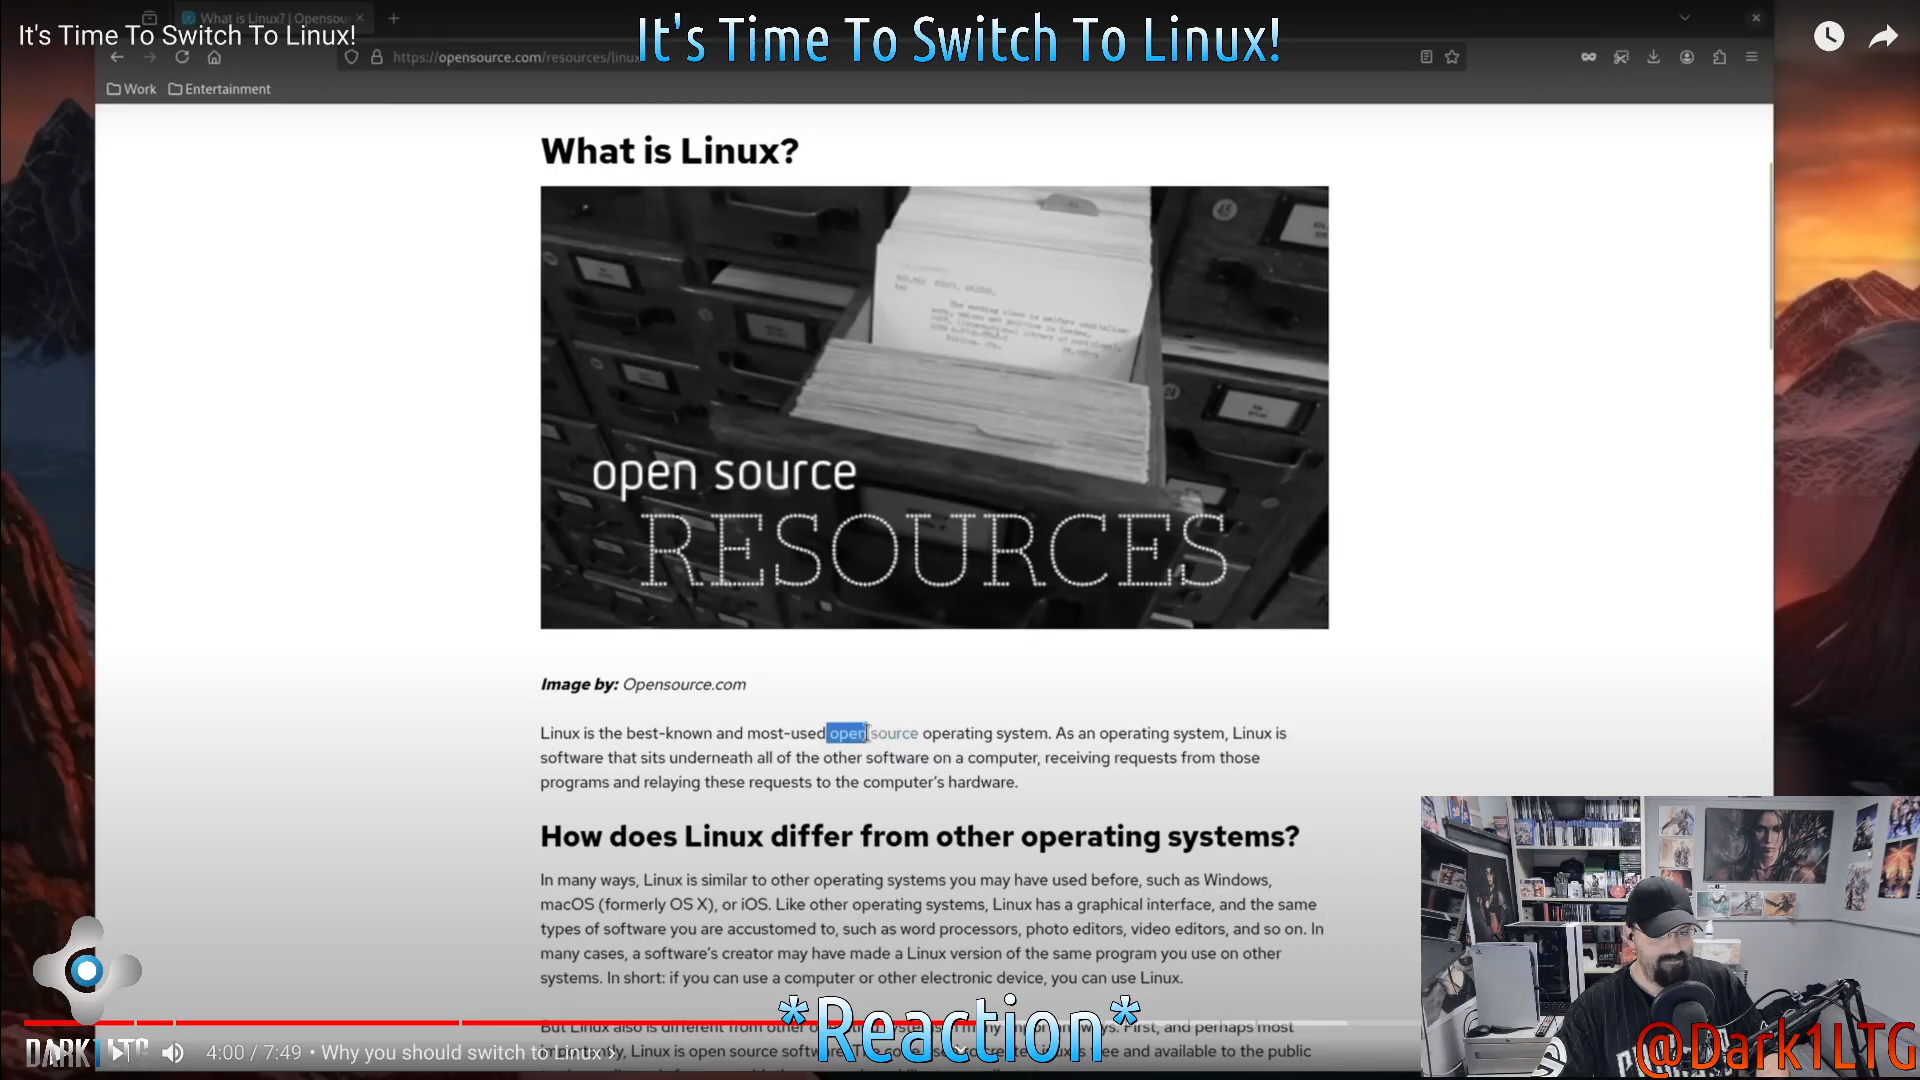 What is Linux? | Opensou
It's Time To Switch To Linux!
It's Time To Switch To Linux!
https://opensource.com/resources/linux
Work
Entertainment
What is Linux?
open source
RESOURCES
Image by: Opensource.com
Linux is the best-known and most-used open source operating system. As an operating system, Linux is
software that sits underneath all of the other software on a computer, receiving requests from those
programs and relaying these requests to the computer's hardware.
How does Linux differ from other operating systems?
In many ways, Linux is similar to other operating systems you may have used before, such as Windows,
macOS (formerly OS X), or iOS. Like other operating systems, Linux has a graphical interface, and the same
types of software you are accustomed to, such as word processors, photo editors, video editors, and so on. In
many cases, a software's creator may have made a Linux version of the same program you use on other
systems. In short: if you can use a computer or other electronic device, you can use Linux.
But Linux also is different from other many ways. First, and perhaps most
Linux is open source software. The code free and available to the public
*Reaction*
DARK1LTG
4:00 / 7:49 • Why you should switch to Linux
@Dark1LTG